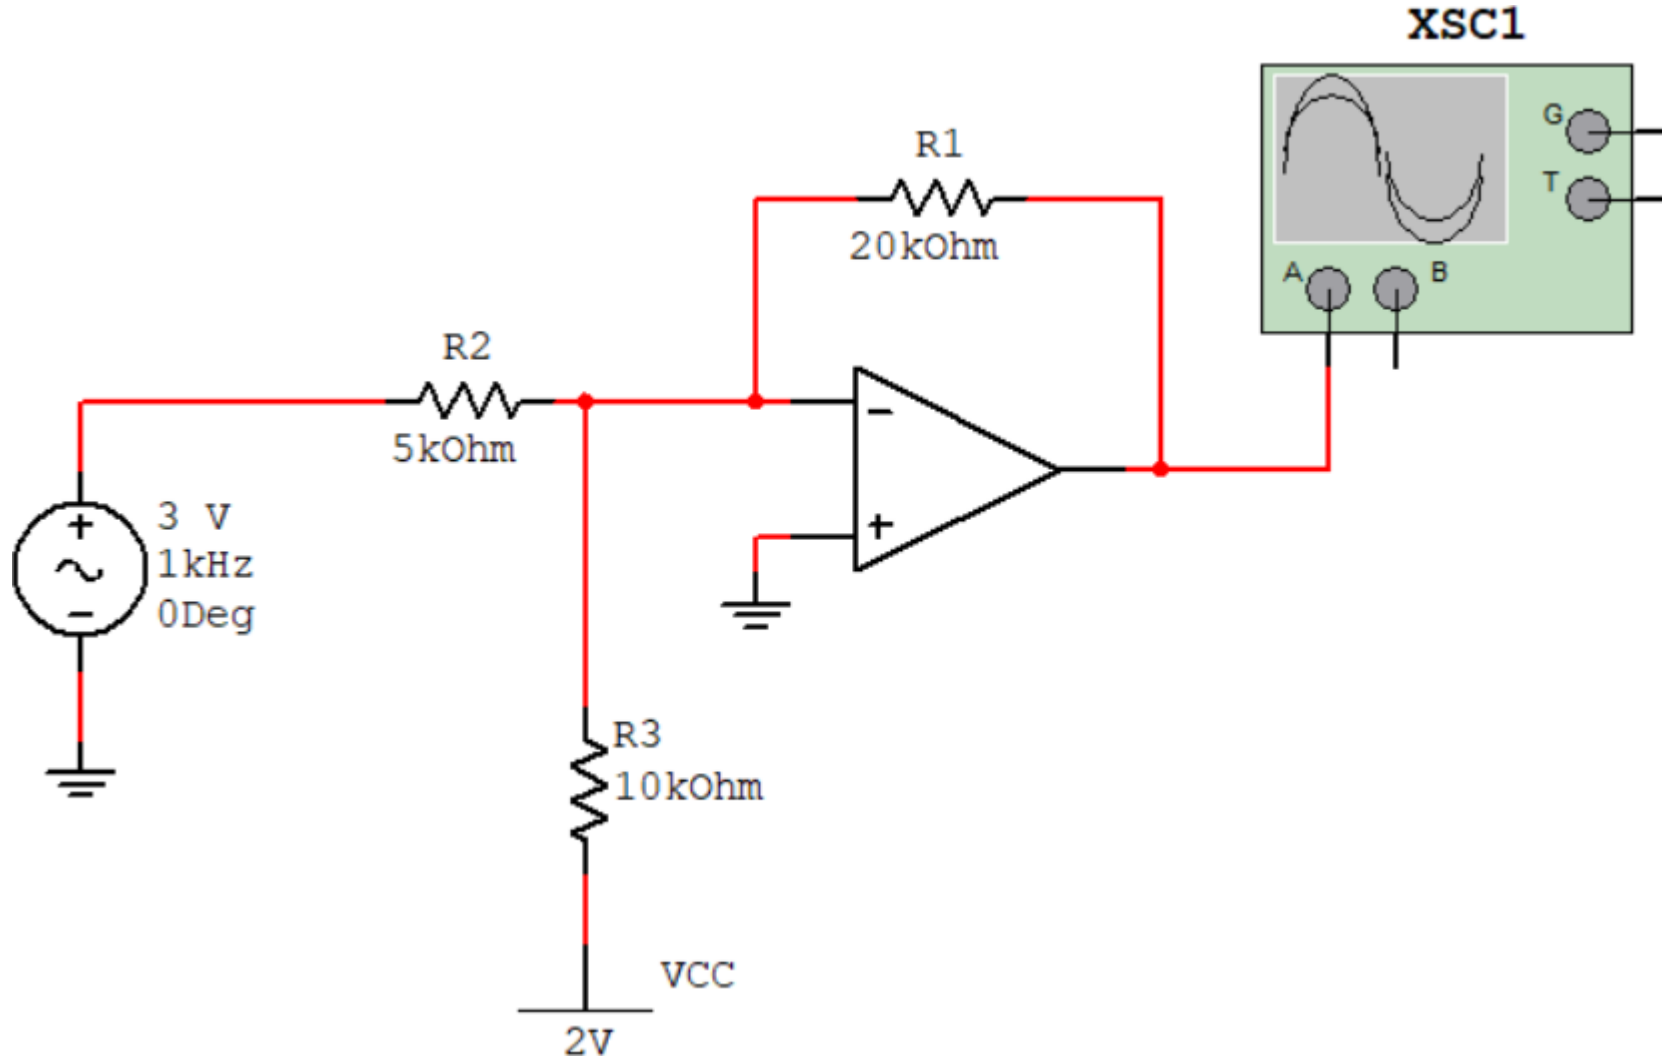 XSC1
G
T
A
B
R1
20kOhm
R2
5kOhm
3 V
1kHz
0Deg
R3
10kOhm
VCC
2V